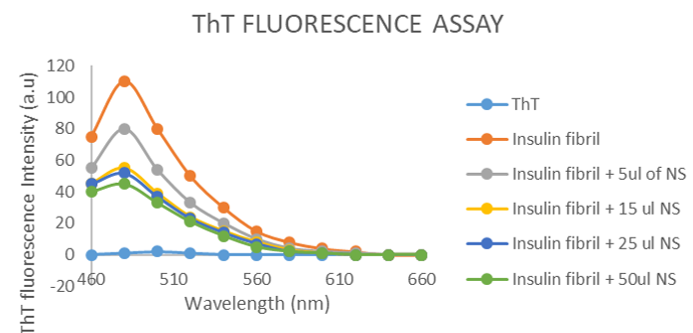 ThT FLUORESCENCE ASSAY
ThT fluorescence Intensity (a.u)
120
100
80
60
40
20
0
-20
460
510
560
610
660
Wavelength (nm)
ThT
Insulin fibril
Insulin fibril + 5ul of NS
Insulin fibril + 15 ul NS
Insulin fibril + 25 ul NS
Insulin fibril + 50ul NS